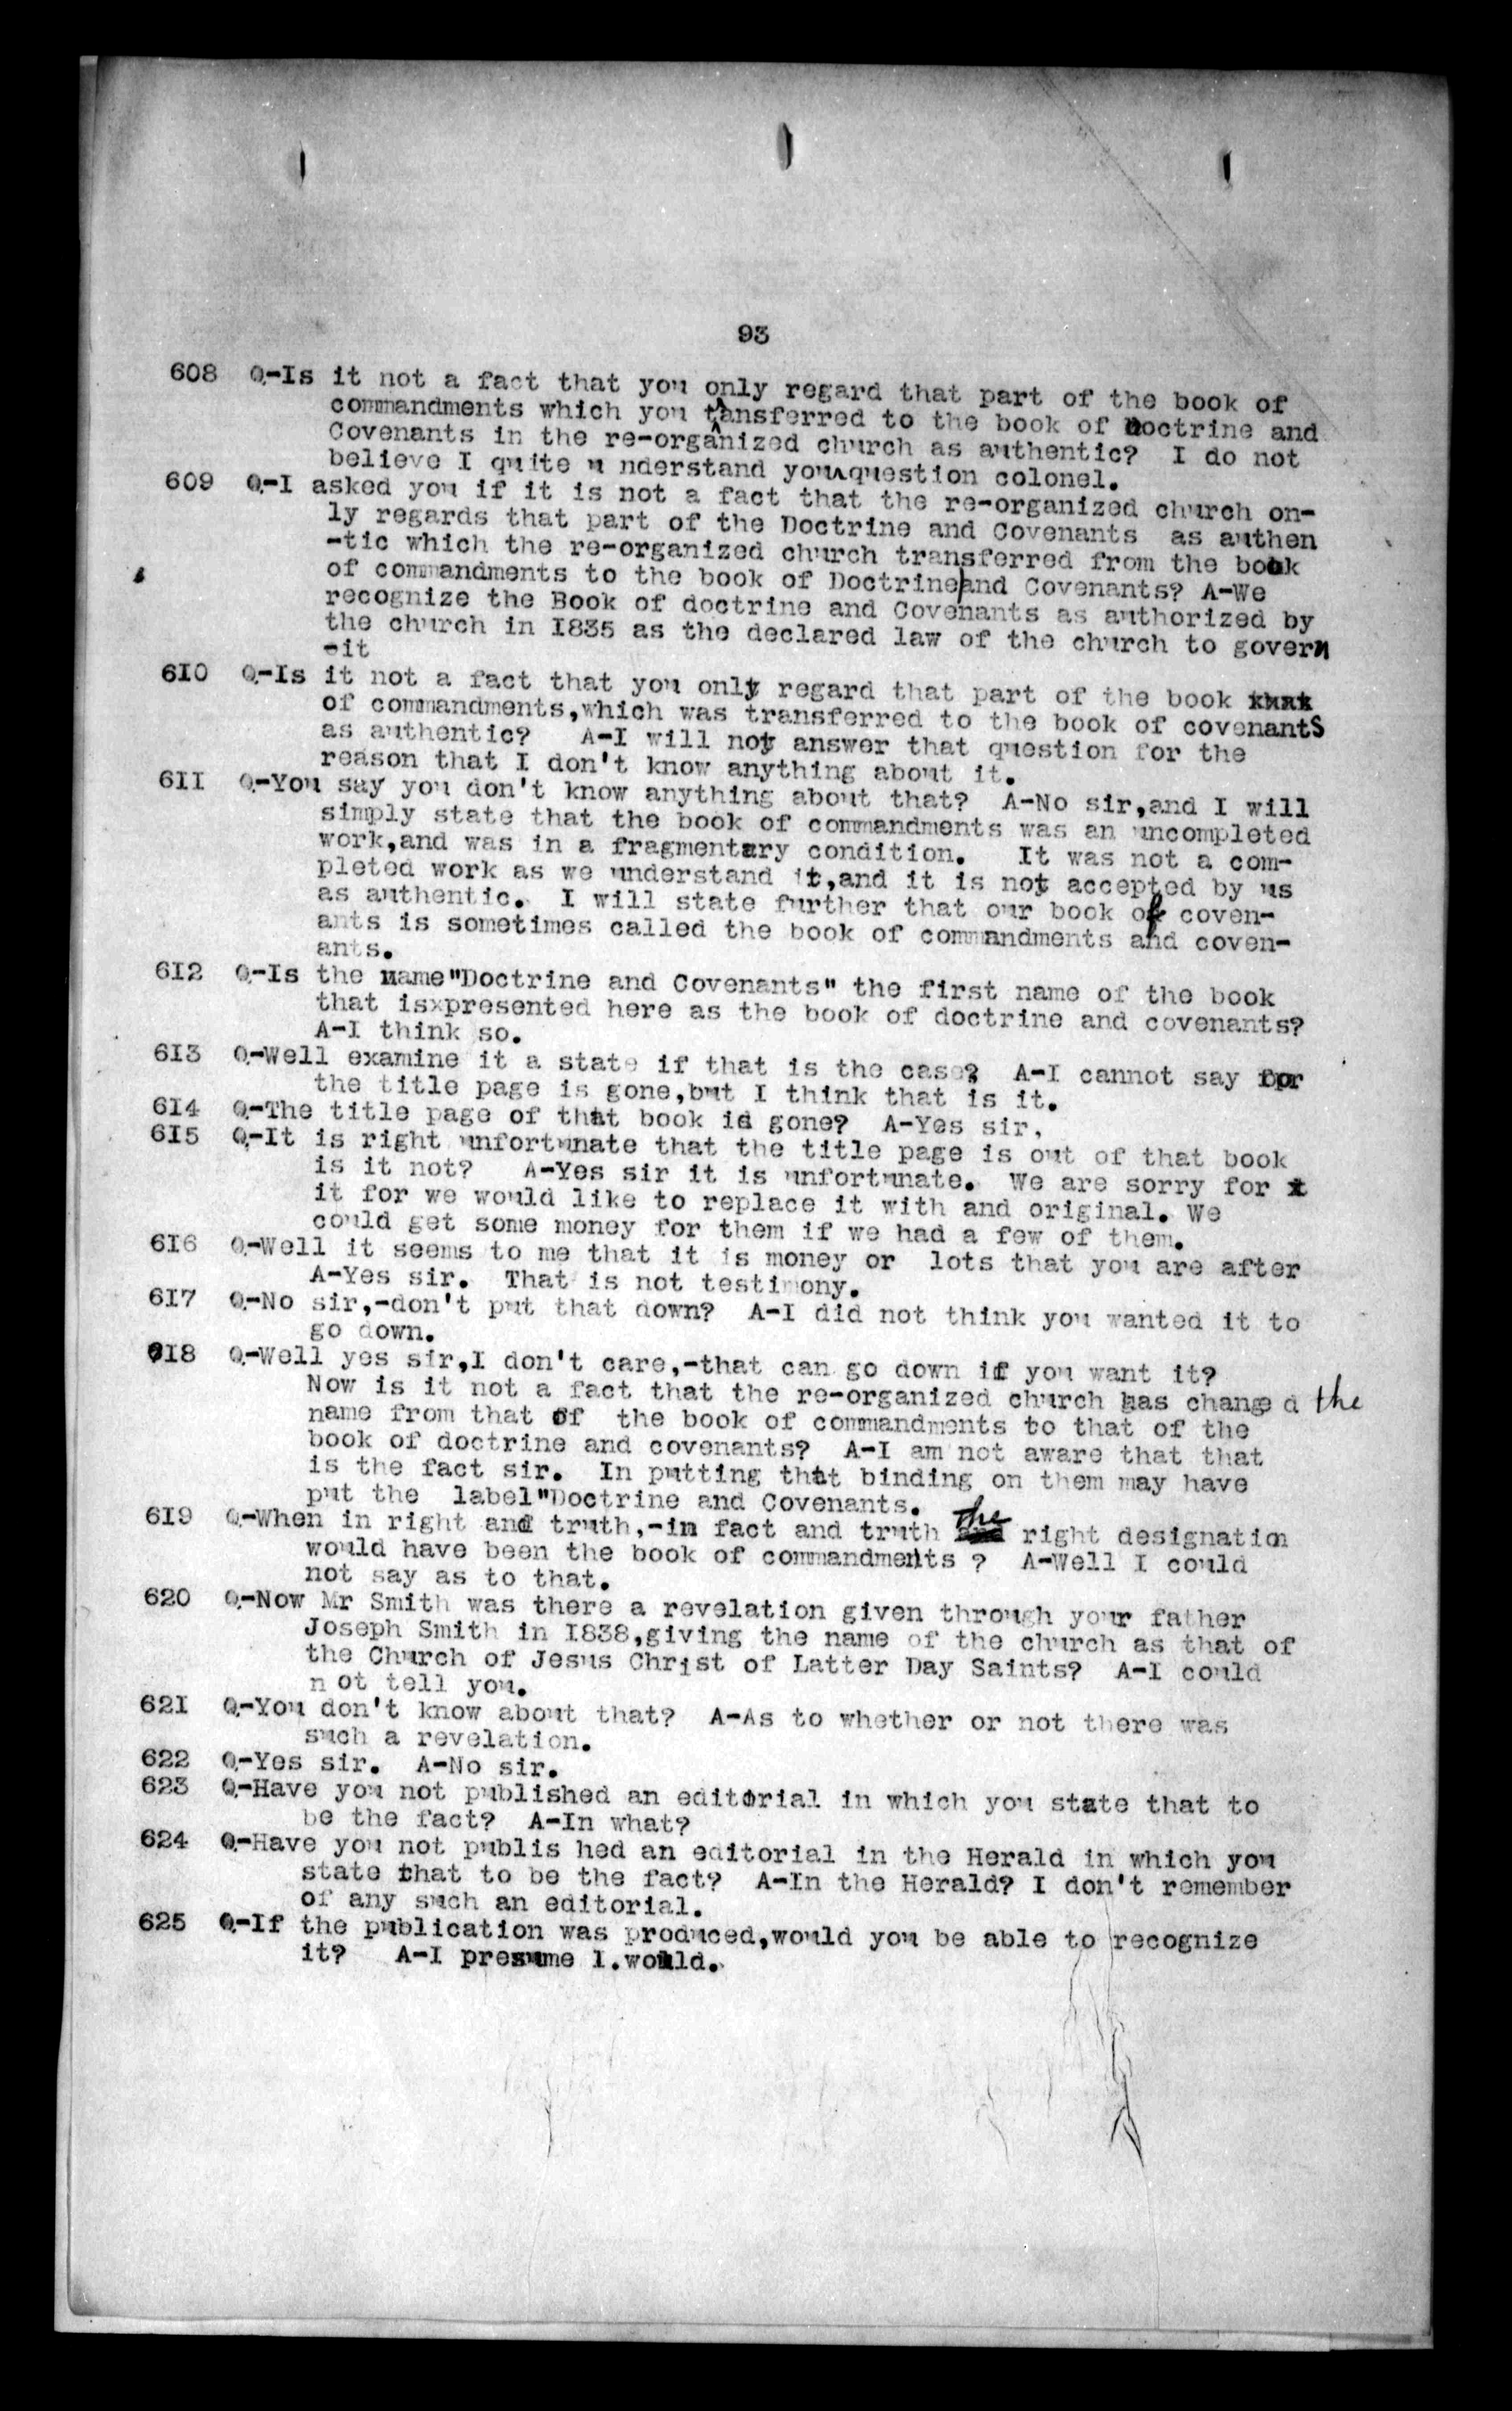 93
608 Q-Is it not a fact that you only regard that part of the book of
commandments which you tansferred to the book of Doctrine and
Covenants in the re-organized church as authentic? I do not
believe I quite u nderstand you question colonel.
609 Q-I asked you if it is not a fact that the re-organized church on-
ly regards that part of the Doctrine and Covenants as authen
-tic which the re-organized church transferred from the book
of commandments to the book of Doctrine and Covenants? A-We
recognize the Book of doctrine and Covenants as authorized by
the church in I835 as the declared law of the church to govern
-it
6I0 Q-Is it not a fact that you only regard that part of the book that
of commandments,which was transferred to the book of covenantS
as authentic? A-I will not answer that question for the
reason that I don't know anything about it.
6II Q-You say you don't know anything about that? A-No sir,and I will
simply state that the book of commandments was an uncompleted
work,and was in a fragmentary condition. It was not a com-
pleted work as we understand it,and it is not accepted by us
as authentic. I will state further that our book of coven-
ants is sometimes called the book of commandments and coven-
ants.
6I2 Q-Is the name"Doctrine and Covenants" the first name of the book
that isxpresented here as the book of doctrine and covenants?
A-I think so.
6I3 Q-Well examine it a state if that is the case? A-I cannot say for
the title page is gone,but I think that is it.
6I4 Q-The title page of that book is gone? A-Yes sir,
6I5 Q-It is right unfortunate that the title page is out of that book
is it not? A-Yes sir it is unfortunate. We are sorry for it
it for we would like to replace it with and original. We
could get some money for them if we had a few of them.
6I6 Q-Well it seems to me that it is money or lots that you are after
A-Yes sir. That is not testimony.
6I7 Q-No sir,-don't put that down? A-I did not think you wanted it to
go down.
6I8 Q-Well yes sir,I don't care,-that can go down if you want it?
Now is it not a fact that the re-organized church has change d the
name from that of the book of commandments to that of the
book of doctrine and covenants? A-I am not aware that that
is the fact sir. In putting that binding on them may have
put the label"Doctrine and Covenants.
6I9 Q-When in right and truth,-in fact and truth and the right designation
would have been the book of commandments ? A-Well I could
not say as to that.
620 Q-Now Mr Smith was there a revelation given through your father
Joseph Smith in I838,giving the name of the church as that of
the Church of Jesus Christ of Latter Day Saints? A-I could
n ot tell you.
62I Q-You don't know about that? A-As to whether or not there was
such a revelation.
622 Q-Yes sir. A-No sir.
623 Q-Have you not published an editorial in which you state that to
be the fact? A-In what?
624 Q-Have you not publis hed an editorial in the Herald in which you
state that to be the fact? A-In the Herald? I don't remember
of any such an editorial.
625 Q-If the publication was produced,would you be able to recognize
it? A-I presume I.would.